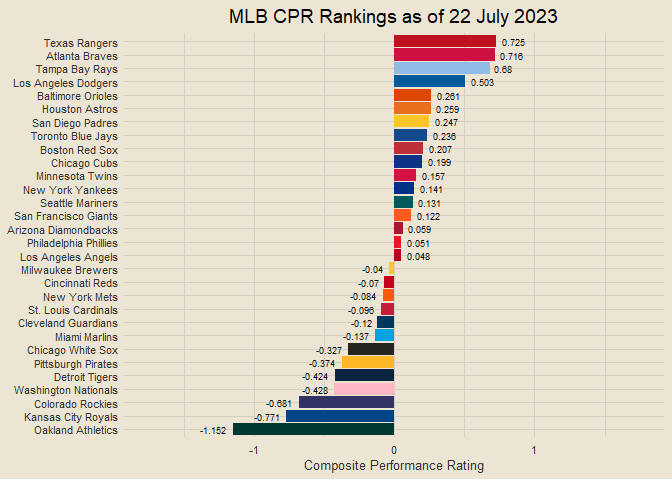 MLB CPR Rankings as of 22 July 2023
Texas Rangers 0.725
Atlanta Braves 0.716
Tampa Bay Rays 0.68
Los Angeles Dodgers 0.503
Baltimore Orioles 0.261
Houston Astros 0.259
San Diego Padres 0.247
Toronto Blue Jays 0.236
Boston Red Sox 0.207
Chicago Cubs 0.199
Minnesota Twins 0.157
New York Yankees 0.141
Seattle Mariners 0.131
San Francisco Giants 0.122
Arizona Diamondbacks 0.059
Philadelphia Phillies 0.051
Los Angeles Angels 0.048
Milwaukee Brewers -0.04
Cincinnati Reds -0.07
New York Mets -0.084
St. Louis Cardinals -0.096
Cleveland Guardians -0.12
Miami Marlins -0.137
Chicago White Sox -0.327
Pittsburgh Pirates -0.374
Detroit Tigers -0.424
Washington Nationals -0.428
Colorado Rockies -0.681
Kansas City Royals -0.771
Oakland Athletics -1.152
-1 0 1
Composite Performance Rating